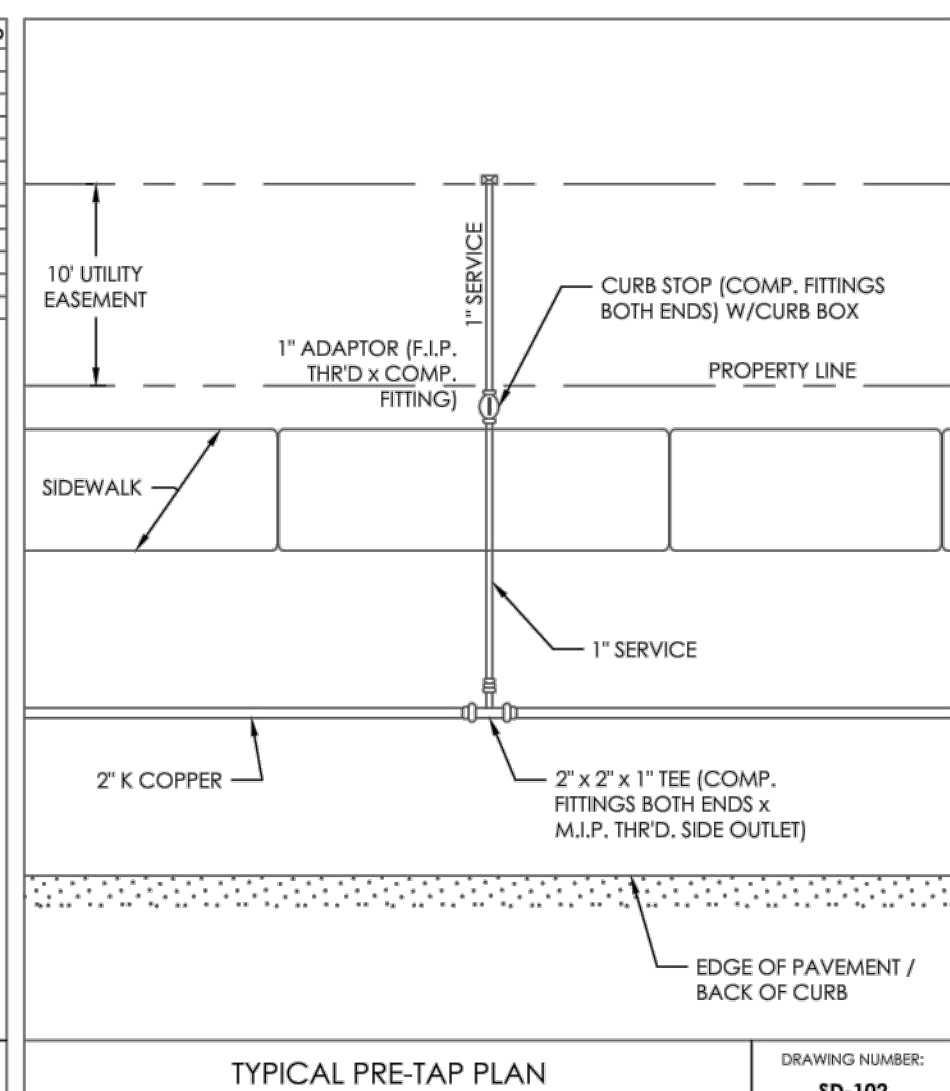 10' UTILITY
EASEMENT
1" SERVICE
CURB STOP (COMP. FITTINGS
BOTH ENDS) W/CURB BOX
1" ADAPTOR (F.I.P.
THR'D x COMP.
FITTING)
PROPERTY LINE
SIDEWALK
1" SERVICE
2" K COPPER
2" x 2" x 1" TEE (COMP.
FITTINGS BOTH ENDS x
M.I.P. THR'D. SIDE OUTLET)
EDGE OF PAVEMENT /
BACK OF CURB
TYPICAL PRE-TAP PLAN
DRAWING NUMBER:
SD-102